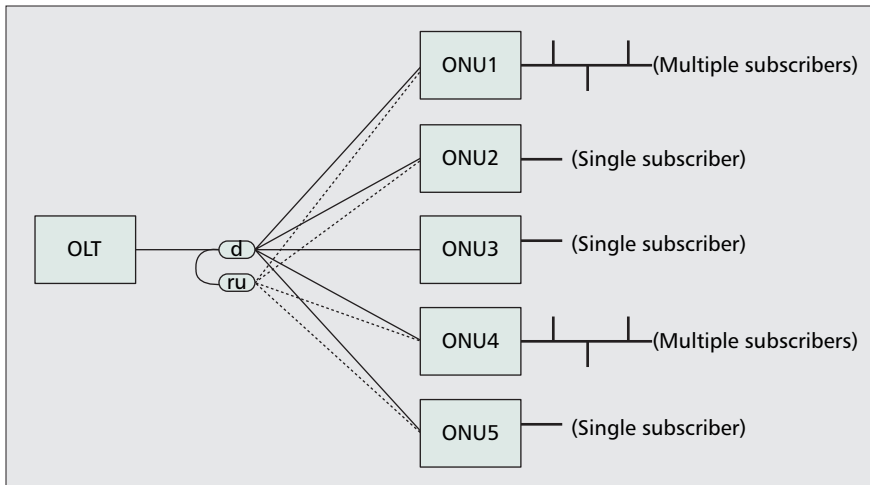 ONU1
(Multiple subscribers)
ONU2
(Single subscriber)
OLT
d
ru
ONU3
(Single subscriber)
ONU4
(Multiple subscribers)
ONU5
(Single subscriber)